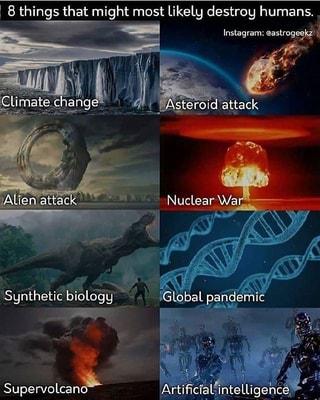 8 things that might most likely destroy humans.
Instagram: @astrogeekz
Climate change
Asteroid attack
Alien attack
Nuclear War
Synthetic biology
Global pandemic
Supervolcano
Artificial intelligence